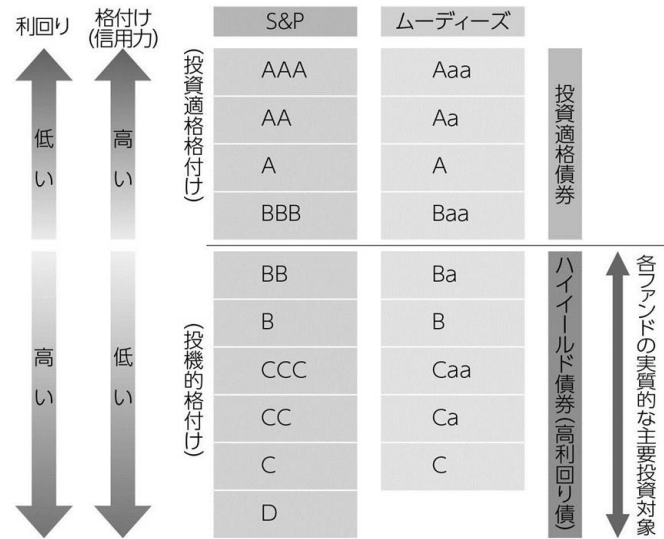 利回り
格付け
(信用力)
S&P
ムーディーズ
低い
高い
(投資適格格付け)
AAA
Aaa
AA
Aa
A
A
BBB
Baa
投資適格債券
高い
低い
(投機的格付け)
BB
Ba
B
B
CCC
Caa
CC
Ca
C
C
D
ハイイールド債券(高利回り債)
各ファンドの実質的な主要投資対象